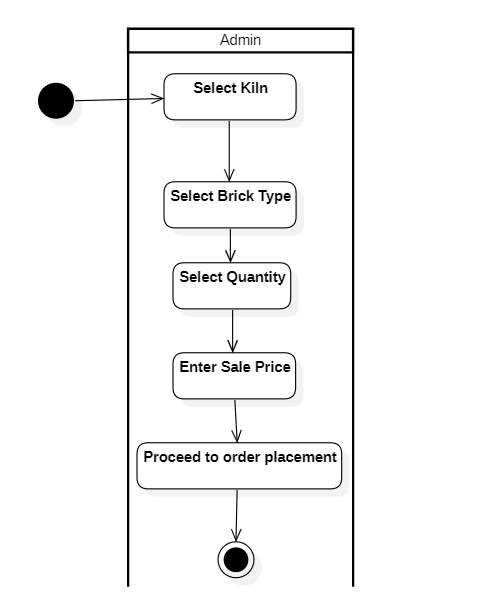 Admin
Select Kiln
Select Brick Type
Select Quantity
Enter Sale Price
Proceed to order placement